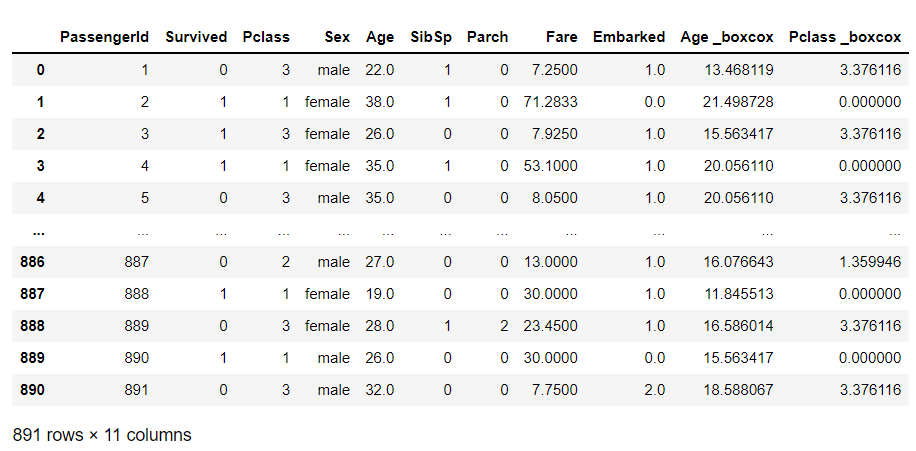 PassengerId Survived Pclass Sex Age SibSp Parch Fare Embarked Age _boxcox Pclass _boxcox
0 1 0 3 male 22.0 1 0 7.2500 1.0 13.468119 3.376116
1 2 1 1 female 38.0 1 0 71.2833 0.0 21.498728 0.000000
2 3 1 3 female 26.0 0 0 7.9250 1.0 15.563417 3.376116
3 4 1 1 female 35.0 1 0 53.1000 1.0 20.056110 0.000000
4 5 0 3 male 35.0 0 0 8.0500 1.0 20.056110 3.376116
... ... ... ... ... ... ... ... ... ... ... ...
886 887 0 2 male 27.0 0 0 13.0000 1.0 16.076643 1.359946
887 888 1 1 female 19.0 0 0 30.0000 1.0 11.845513 0.000000
888 889 0 3 female 28.0 1 2 23.4500 1.0 16.586014 3.376116
889 890 1 1 male 26.0 0 0 30.0000 0.0 15.563417 0.000000
890 891 0 3 male 32.0 0 0 7.7500 2.0 18.588067 3.376116
891 rows × 11 columns